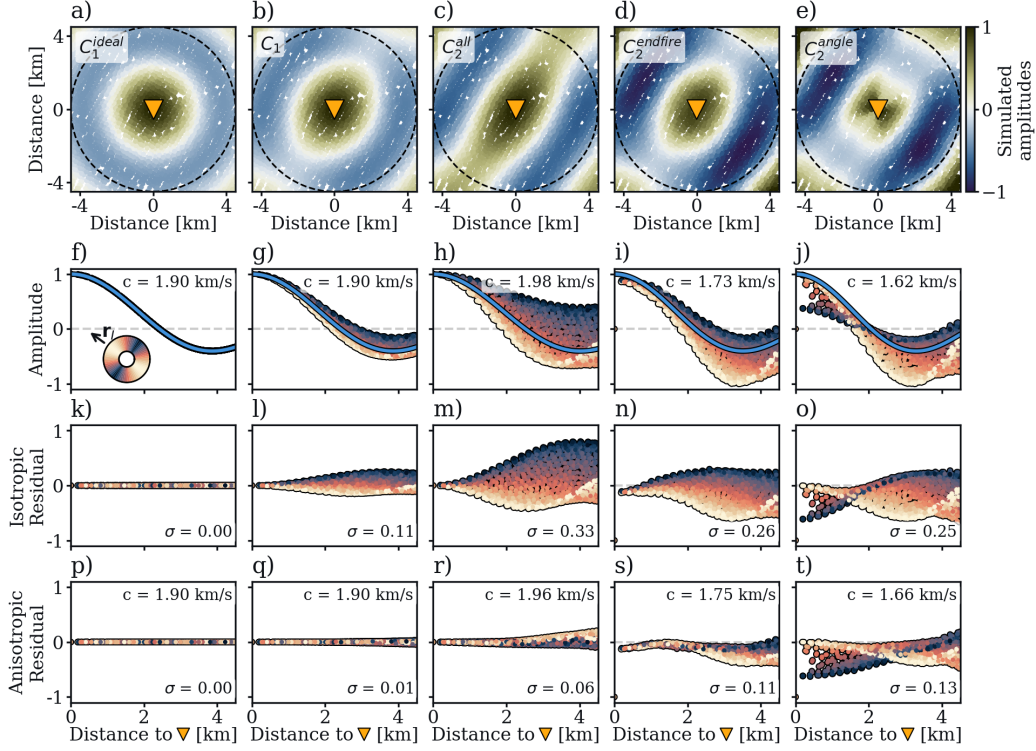 a) b) c) d) e)
C₁^ideal C₁ C₂^all C₂^endfire C₂^angle
Distance [km]
4
0
-4
-4 0 4 -4 0 4 -4 0 4 -4 0 4 -4 0 4
Distance [km] Distance [km] Distance [km] Distance [km] Distance [km]
1
0
−1
Simulated
amplitudes
f) g) h) i) j)
c = 1.90 km/s c = 1.90 km/s c = 1.98 km/s c = 1.73 km/s c = 1.62 km/s
Amplitude
1
0
-1
r_i
k) l) m) n) o)
Isotropic
Residual
1
0
-1
σ = 0.00 σ = 0.11 σ = 0.33 σ = 0.26 σ = 0.25
p) q) r) s) t)
c = 1.90 km/s c = 1.90 km/s c = 1.96 km/s c = 1.75 km/s c = 1.66 km/s
Anisotropic
Residual
1
0
-1
σ = 0.00 σ = 0.01 σ = 0.06 σ = 0.11 σ = 0.13
0 2 4 0 2 4 0 2 4 0 2 4 0 2 4
Distance to ▼ [km] Distance to ▼ [km] Distance to ▼ [km] Distance to ▼ [km] Distance to ▼ [km]